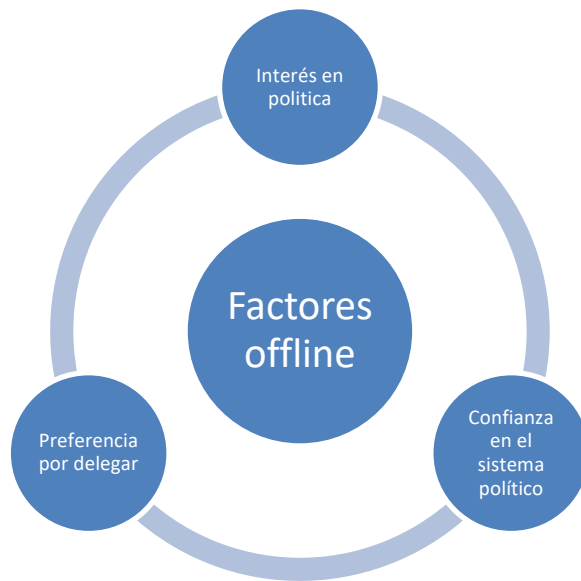 Interés en
politica
Factores
offline
Preferencia
por delegar
Confianza
en el
sistema
político